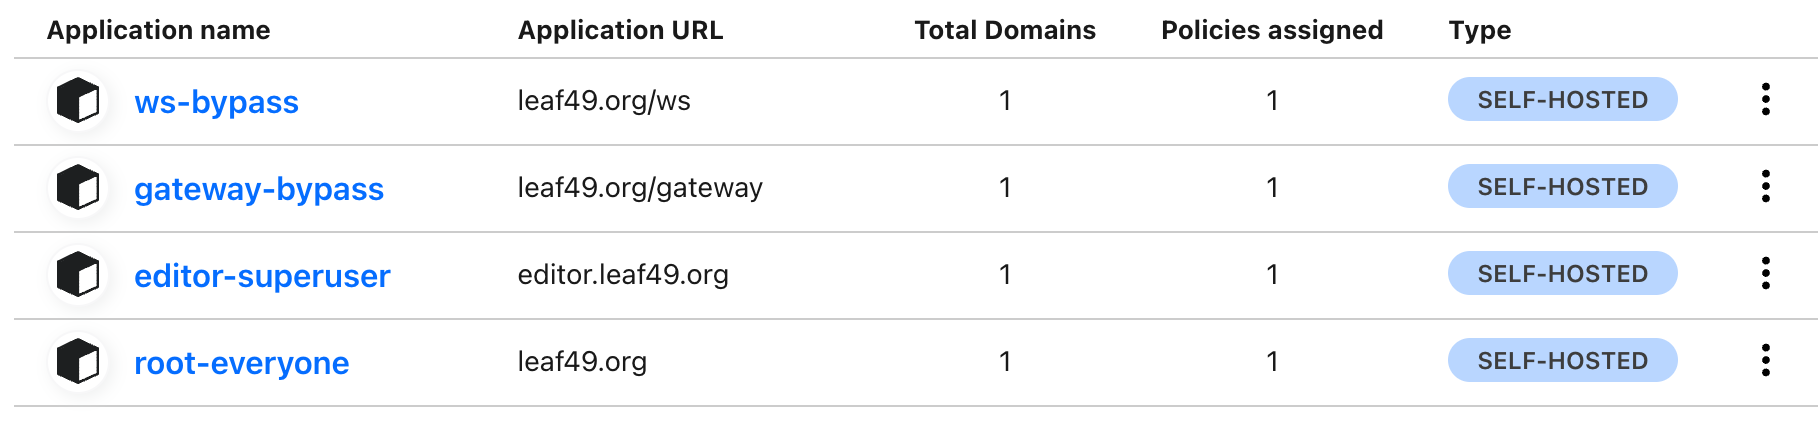 Application name Application URL Total Domains Policies assigned Type
ws-bypass leaf49.org/ws 1 1 SELF-HOSTED
gateway-bypass leaf49.org/gateway 1 1 SELF-HOSTED
editor-superuser editor.leaf49.org 1 1 SELF-HOSTED
root-everyone leaf49.org 1 1 SELF-HOSTED